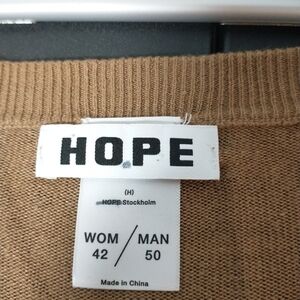 HOPE
(H)
HOPE Stockholm
WOM / MAN
42 / 50
Made in China